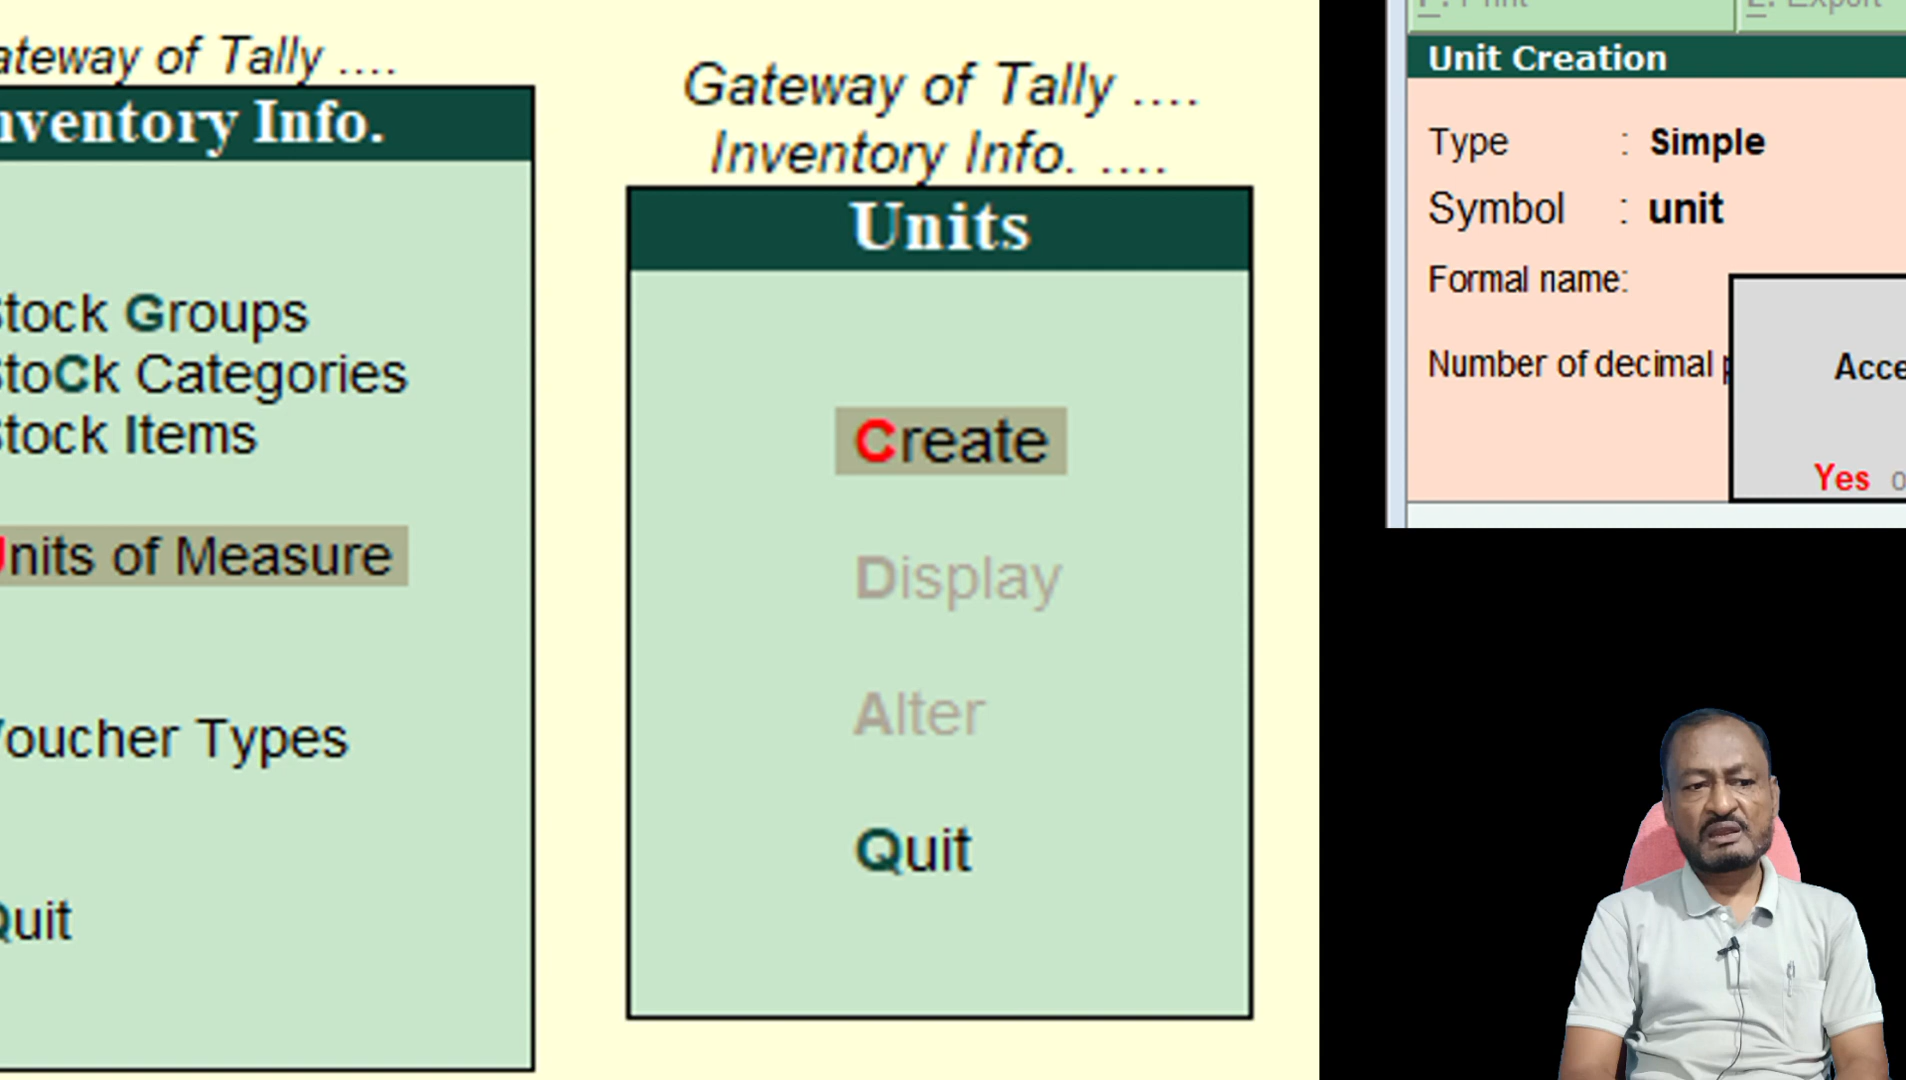 ateway of Tally ....
nventory Info.
tock Groups
toCk Categories
tock Items
Units of Measure
oucher Types
Quit
Gateway of Tally ....
Inventory Info. ....
Units
Create
Display
Alter
Quit
Unit Creation
Type : Simple
Symbol : unit
Formal name:
Number of decimal p
Acce
Yes o